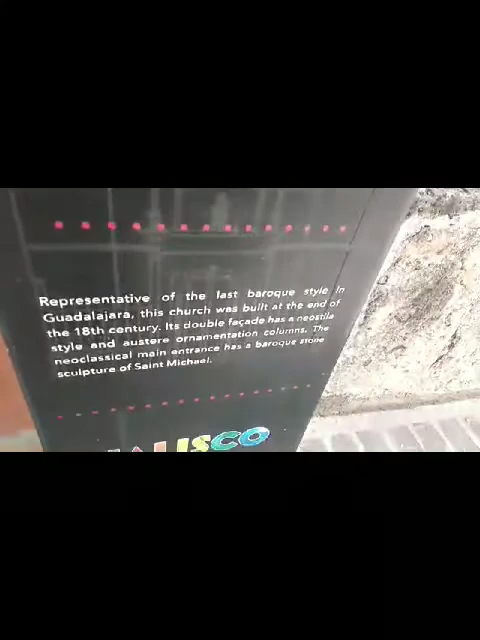 Representative of the last baroque style in
Guadalajara, this church was built at the end of
the 18th century. Its double façade has a neostila
style and austere ornamentation columns. The
neoclassical main entrance has a baroque stone
sculpture of Saint Michael.
JALISCO